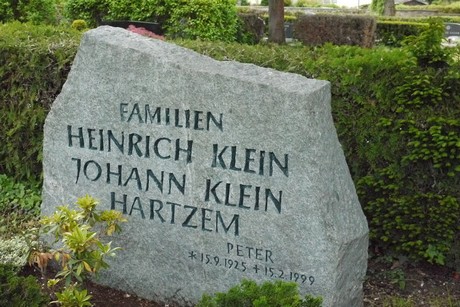 FAMILIEN
HEINRICH KLEIN
JOHANN KLEIN
HARTZEM
PETER
*15.9.1925 +15.2.1999